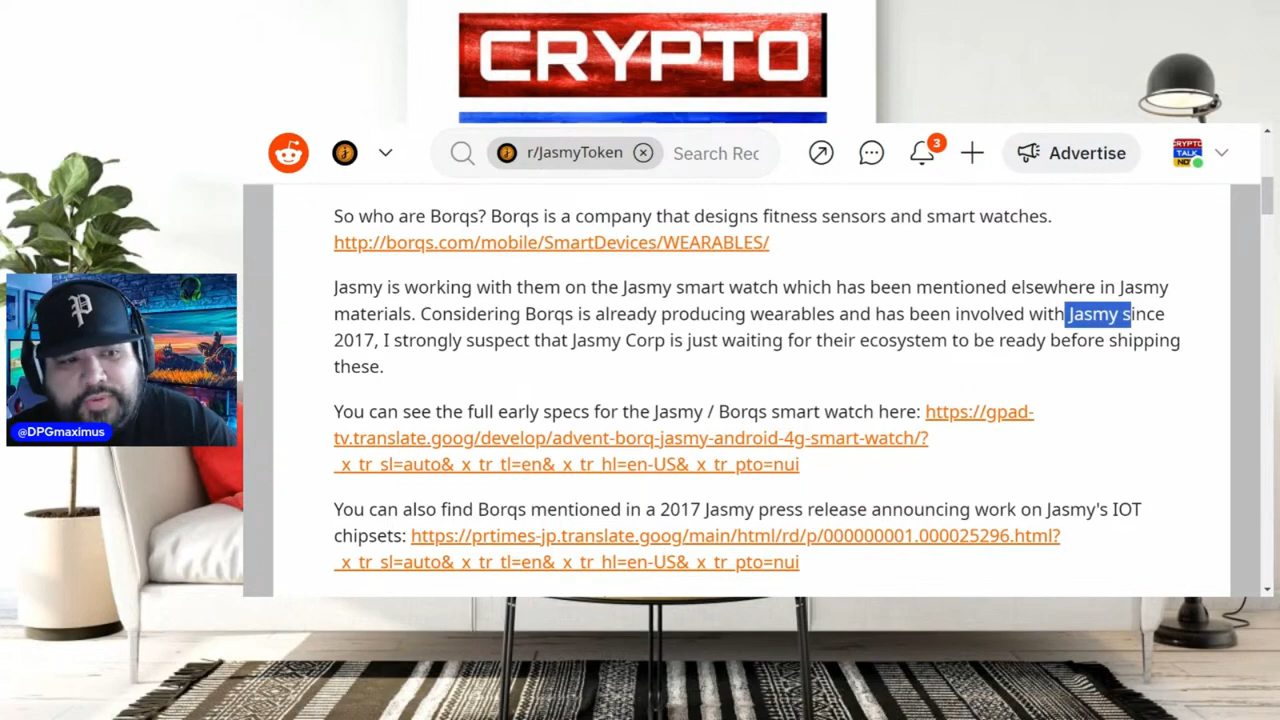 CRYPTO
r/JasmyToken
Search Rec
3
Advertise
CRYPTO
TALK
NO
So who are Borqs? Borqs is a company that designs fitness sensors and smart watches.
http://borqs.com/mobile/SmartDevices/WEARABLES/
Jasmy is working with them on the Jasmy smart watch which has been mentioned elsewhere in Jasmy
materials. Considering Borqs is already producing wearables and has been involved with Jasmy since
2017, I strongly suspect that Jasmy Corp is just waiting for their ecosystem to be ready before shipping
these.
P
@DPGmaximus
You can see the full early specs for the Jasmy / Borqs smart watch here: https://gpad-
tv.translate.goog/develop/advent-borq-jasmy-android-4g-smart-watch/?
_x_tr_sl=auto&_x_tr_tl=en&_x_tr_hl=en-US&_x_tr_pto=nui
You can also find Borqs mentioned in a 2017 Jasmy press release announcing work on Jasmy's IOT
chipsets: https://prtimes-jp.translate.goog/main/html/rd/p/000000001.000025296.html?
_x_tr_sl=auto&_x_tr_tl=en&_x_tr_hl=en-US&_x_tr_pto=nui